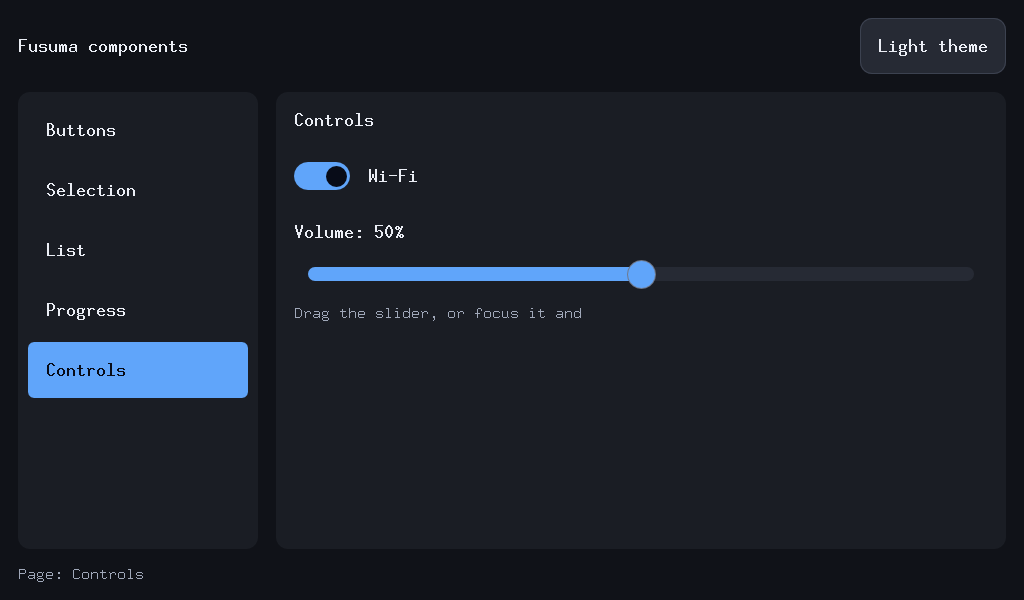 Fusuma components
Light theme
Buttons
Selection
List
Progress
Controls
Controls
Wi-Fi
Volume: 50%
Drag the slider, or focus it and
Page: Controls